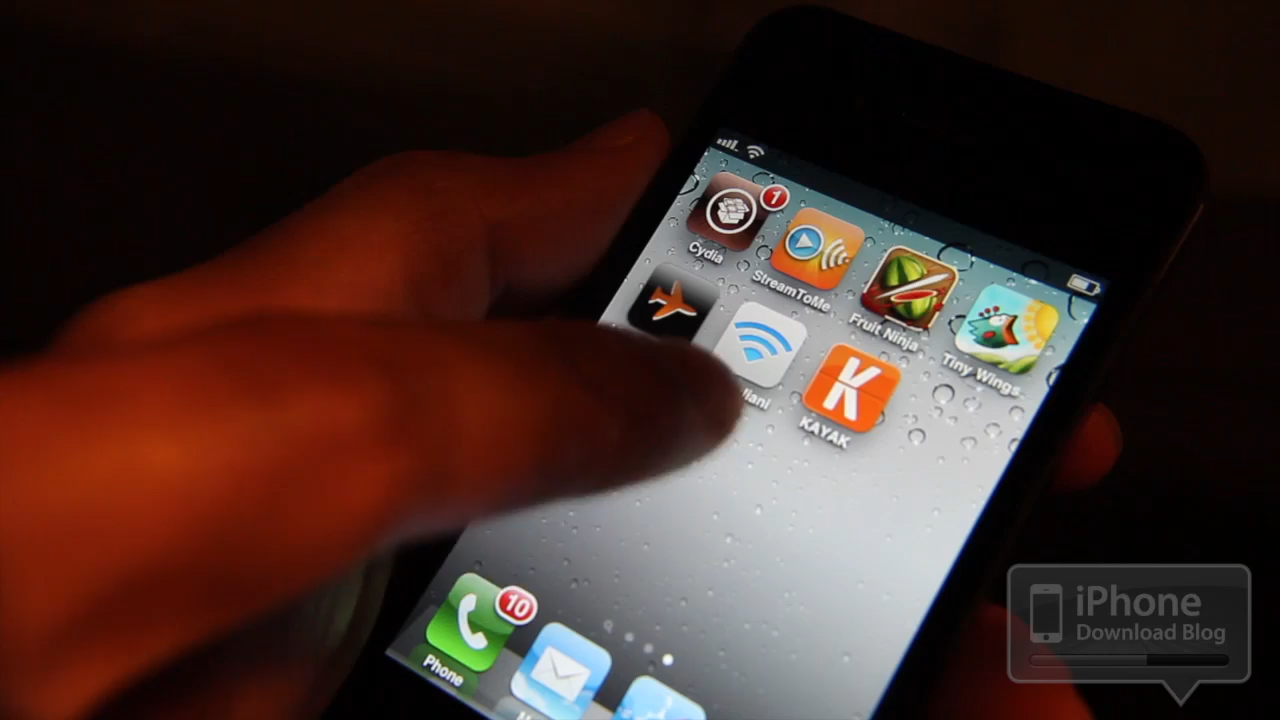 1
Cydia
StreamToMe
Fruit Ninja
Tiny Wings
K
KAYAK
10
Phone
iPhone
Download Blog